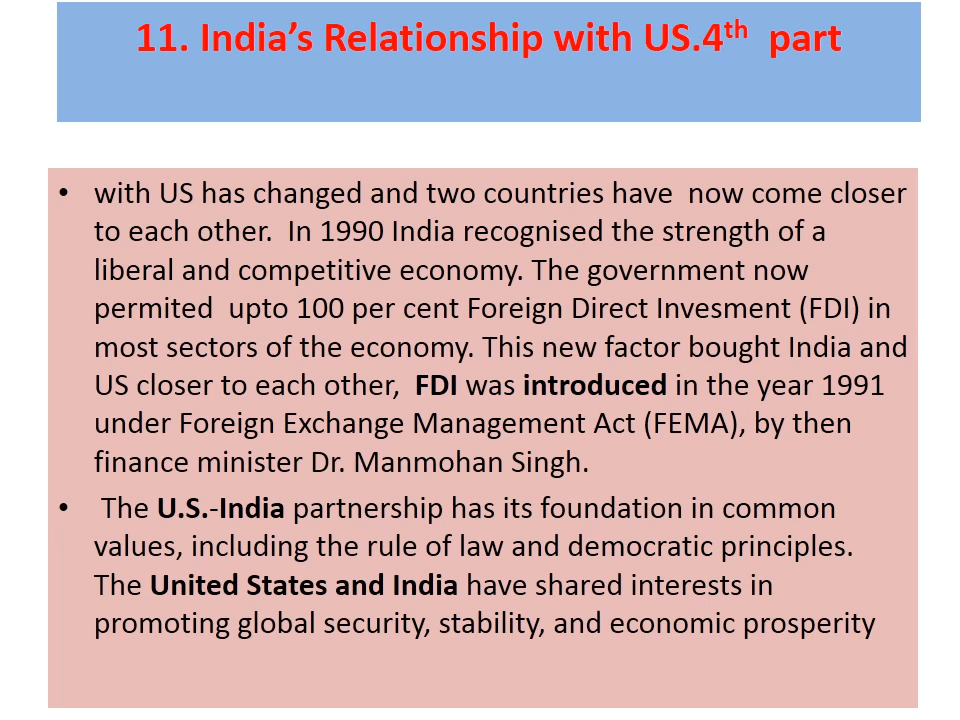 11. India’s Relationship with US.4th part
• with US has changed and two countries have now come closer
to each other. In 1990 India recognised the strength of a
liberal and competitive economy. The government now
permited upto 100 per cent Foreign Direct Invesment (FDI) in
most sectors of the economy. This new factor bought India and
US closer to each other, FDI was introduced in the year 1991
under Foreign Exchange Management Act (FEMA), by then
finance minister Dr. Manmohan Singh.
• The U.S.-India partnership has its foundation in common
values, including the rule of law and democratic principles.
The United States and India have shared interests in
promoting global security, stability, and economic prosperity